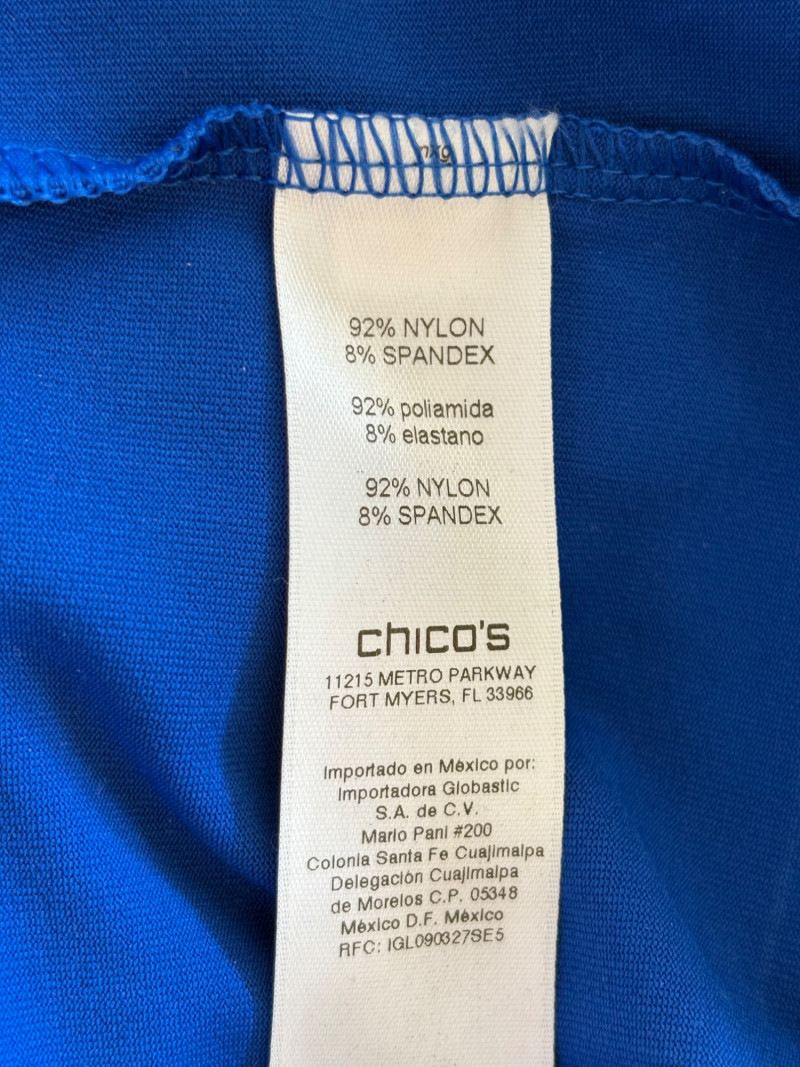 92% NYLON
8% SPANDEX
92% poliamida
8% elastano
92% NYLON
8% SPANDEX
chico's
11215 METRO PARKWAY
FORT MYERS, FL 33966
Importado en México por:
Importadora Globastic
S.A. de C.V.
Mario Pani #200
Colonia Santa Fe Cuajimalpa
Delegación Cuajimalpa
de Morelos C.P. 05348
México D.F. México
RFC: IGL090327SE5